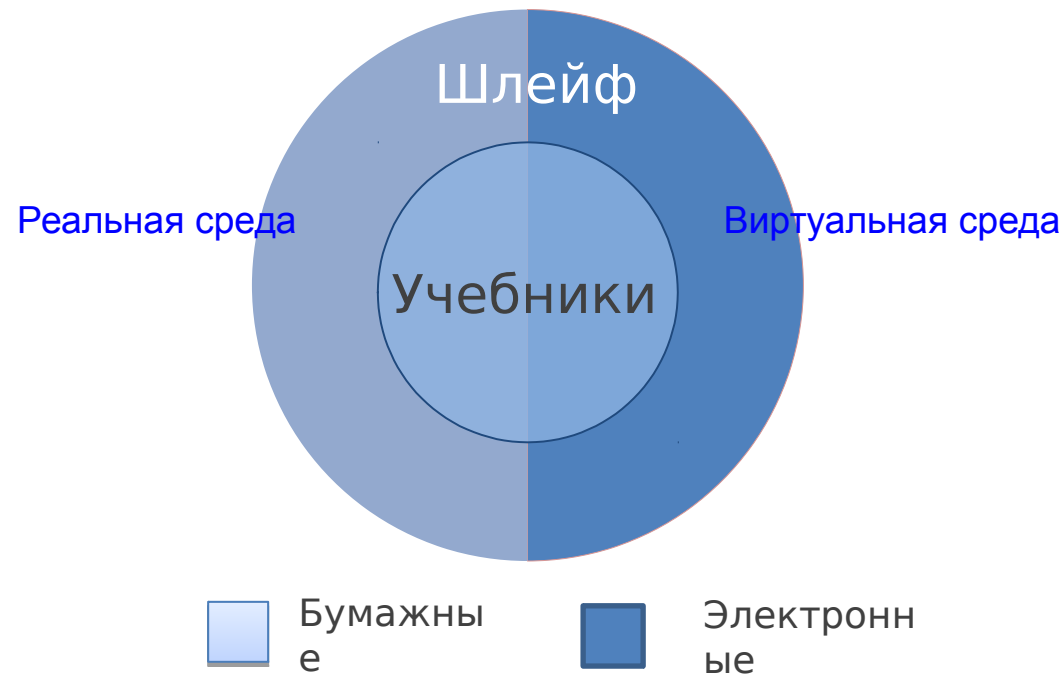 Шлейф
Реальная среда
Виртуальная среда
Учебники
Бумажны
е
Электронн
ые